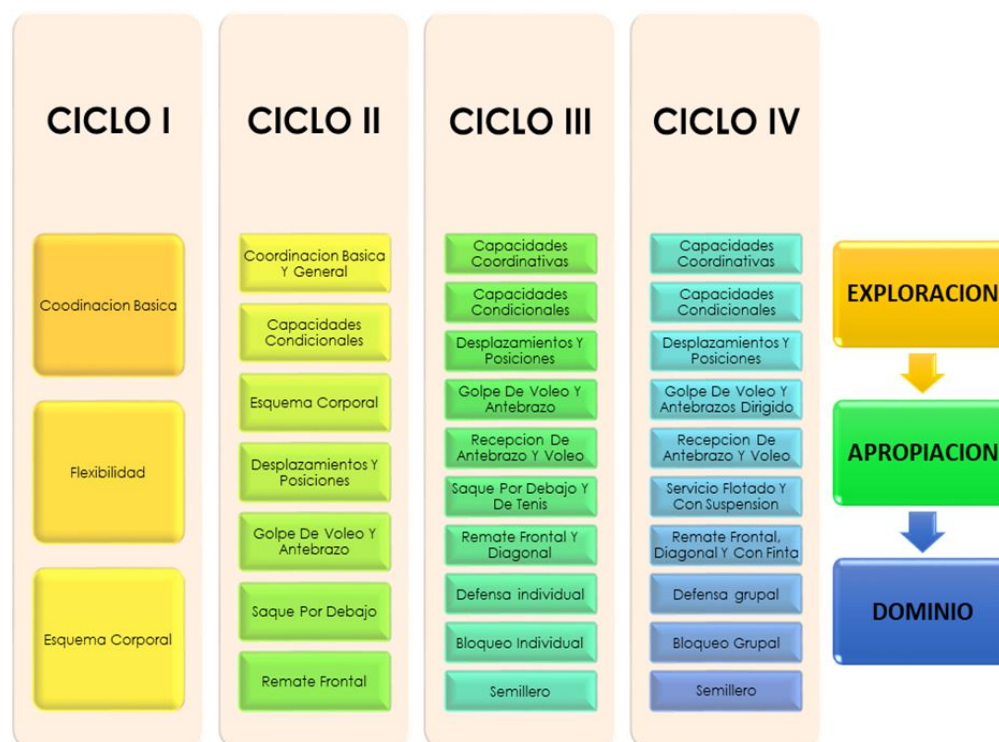 CICLO I
Coodinacion Basica
Flexibilidad
Esquema Corporal
CICLO II
Coordinacion Basica
Y General
Capacidades
Condicionales
Esquema Corporal
Desplazamientos Y
Posiciones
Golpe De Voleo Y
Antebrazo
Saque Por Debajo
Remate Frontal
CICLO III
Capacidades
Coordinativas
Capacidades
Condicionales
Desplazamientos Y
Posiciones
Golpe De Voleo Y
Antebrazo
Recepcion De
Antebrazo Y Voleo
Saque Por Debajo Y
De Tenis
Remate Frontal Y
Diagonal
Defensa individual
Bloqueo Individual
Semillero
CICLO IV
Capacidades
Coordinativas
Capacidades
Condicionales
Desplazamientos Y
Posiciones
Golpe De Voleo Y
Antebrazos Dirigido
Recepcion De
Antebrazo Y Voleo
Servicio Flotado Y
Con Suspension
Remate Frontal,
Diagonal Y Con Finta
Defensa grupal
Bloqueo Grupal
Semillero
EXPLORACION
APROPIACION
DOMINIO